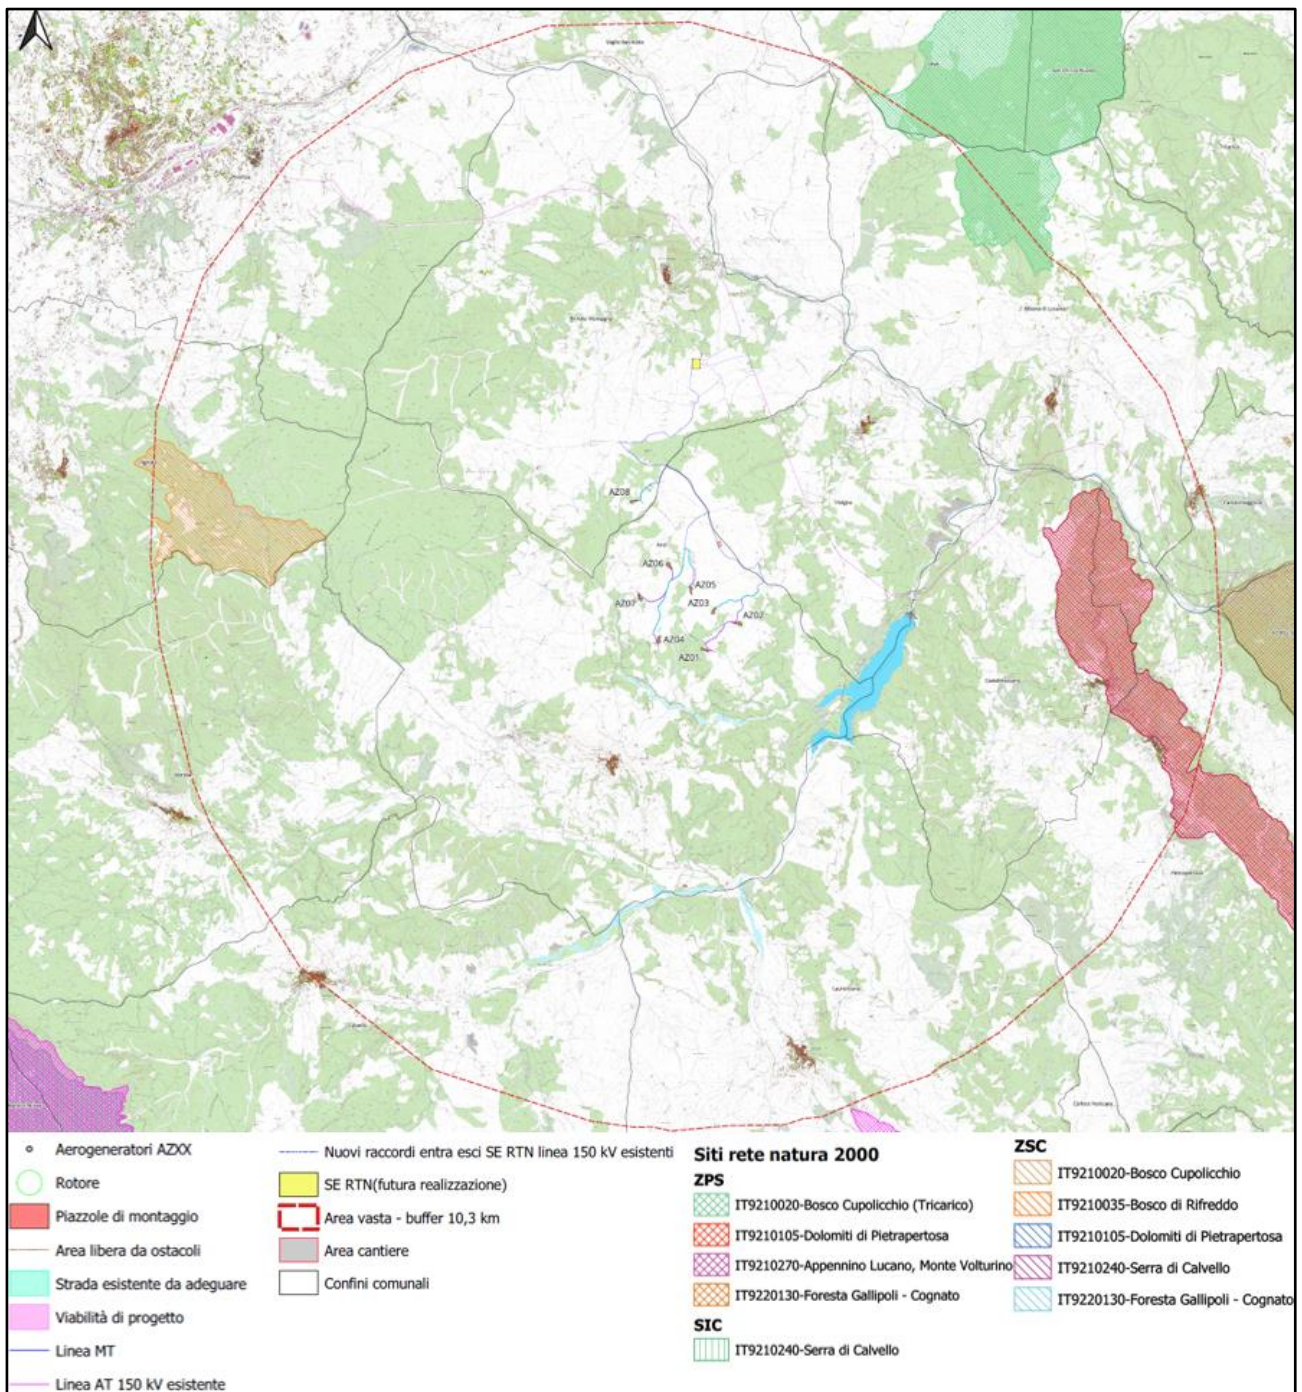 AZ08
AZ06
AZ05
AZ07
AZ03
AZ02
AZ04
AZ01
Aerogeneratori AZXX
Rotore
Piazzole di montaggio
Area libera da ostacoli
Strada esistente da adeguare
Viabilità di progetto
Linea MT
Linea AT 150 kV esistente
Nuovi raccordi entra esci SE RTN linea 150 kV esistenti
SE RTN(futura realizzazione)
Area vasta - buffer 10,3 km
Area cantiere
Confini comunali
Siti rete natura 2000
ZPS
IT9210020-Bosco Cupolicchio (Tricarico)
IT9210105-Dolomiti di Pietrapertosa
IT9210270-Appennino Lucano, Monte Volturino
IT9220130-Foresta Gallipoli - Cognato
SIC
IT9210240-Serra di Calvello
ZSC
IT9210020-Bosco Cupolicchio
IT9210035-Bosco di Rifreddo
IT9210105-Dolomiti di Pietrapertosa
IT9210240-Serra di Calvello
IT9220130-Foresta Gallipoli - Cognato